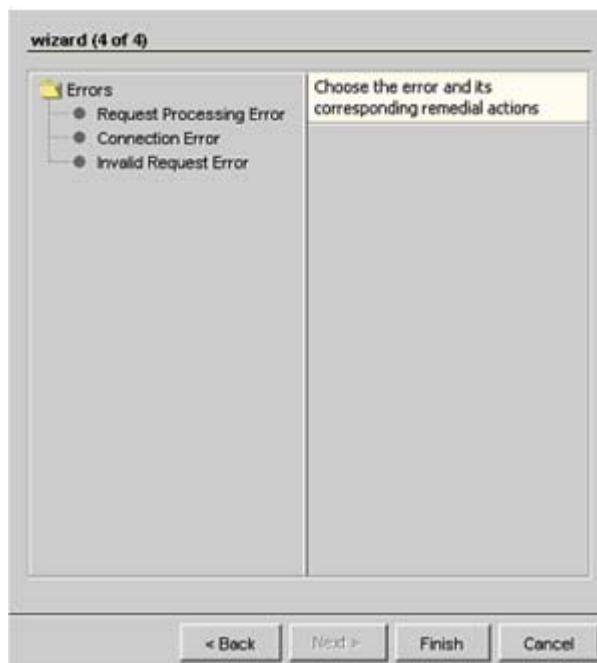 wizard (4 of 4)
Errors
Request Processing Error
Connection Error
Invalid Request Error
Choose the error and its
corresponding remedial actions
< Back
Next >
Finish
Cancel